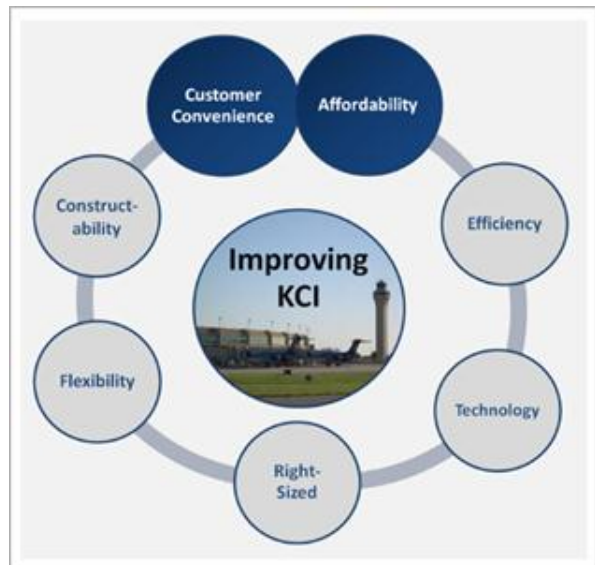 Customer
Convenience
Affordability
Construct-
ability
Efficiency
Improving
KCI
Flexibility
Technology
Right-
Sized